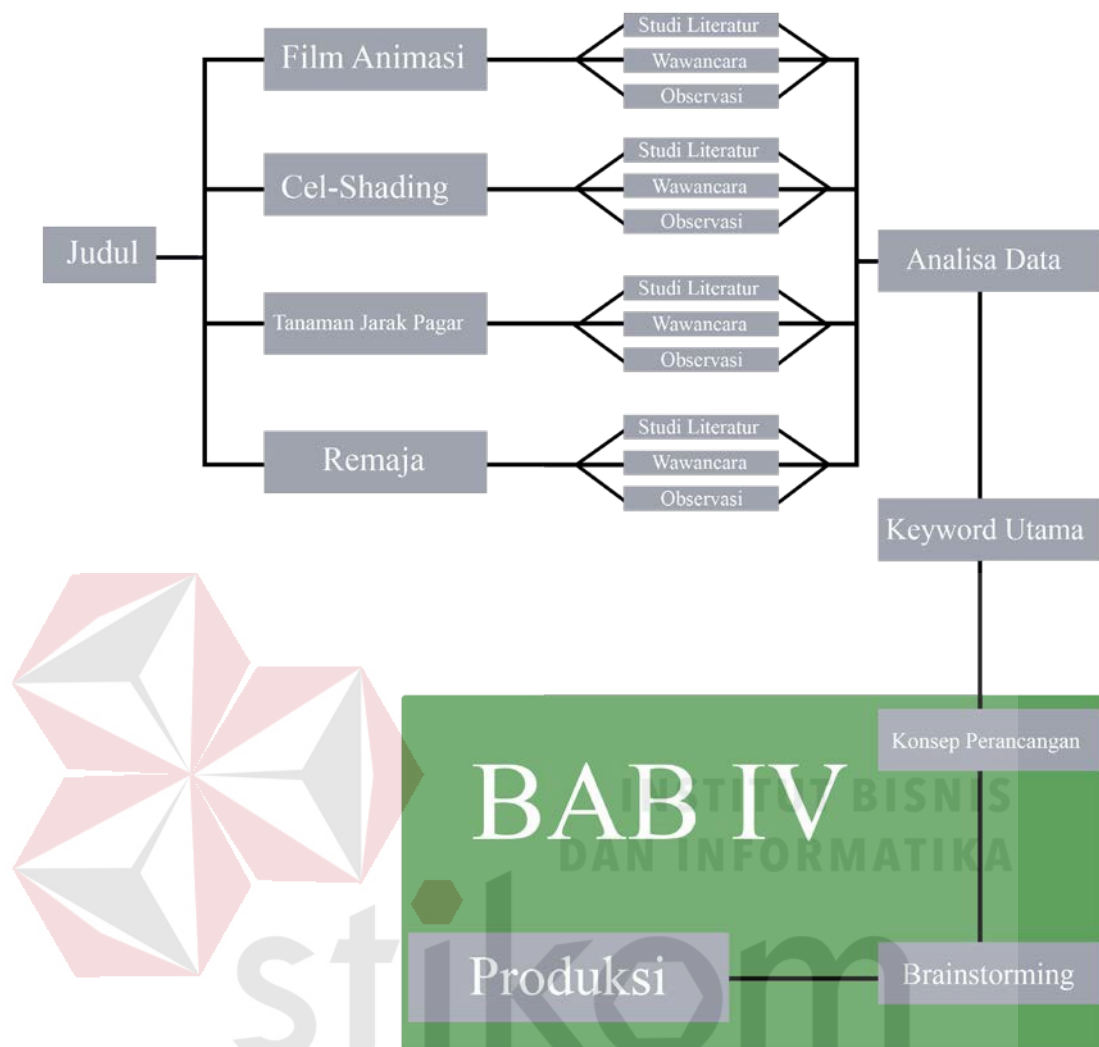 Judul
Film Animasi
Studi Literatur
Wawancara
Observasi
Cel-Shading
Studi Literatur
Wawancara
Observasi
Tanaman Jarak Pagar
Studi Literatur
Wawancara
Observasi
Remaja
Studi Literatur
Wawancara
Observasi
Analisa Data
Keyword Utama
Konsep Perancangan
BAB IV
INSTITUT BISNIS
DAN INFORMATIKA
stikom
Produksi
Brainstorming